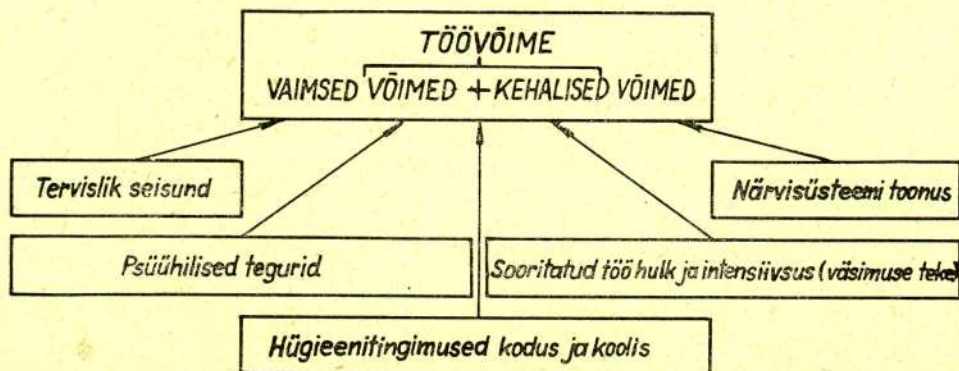 TÖÖVÕIME
VAIMSED VÕIMED + KEHALISED VÕIMED
Tervislik seisund
Närvisüsteemi toonus
Psüühilised tegurid
Sooritatud töö hulk ja intensiivsus (väsimuse teke)
Hügieenitingimused kodus ja koolis